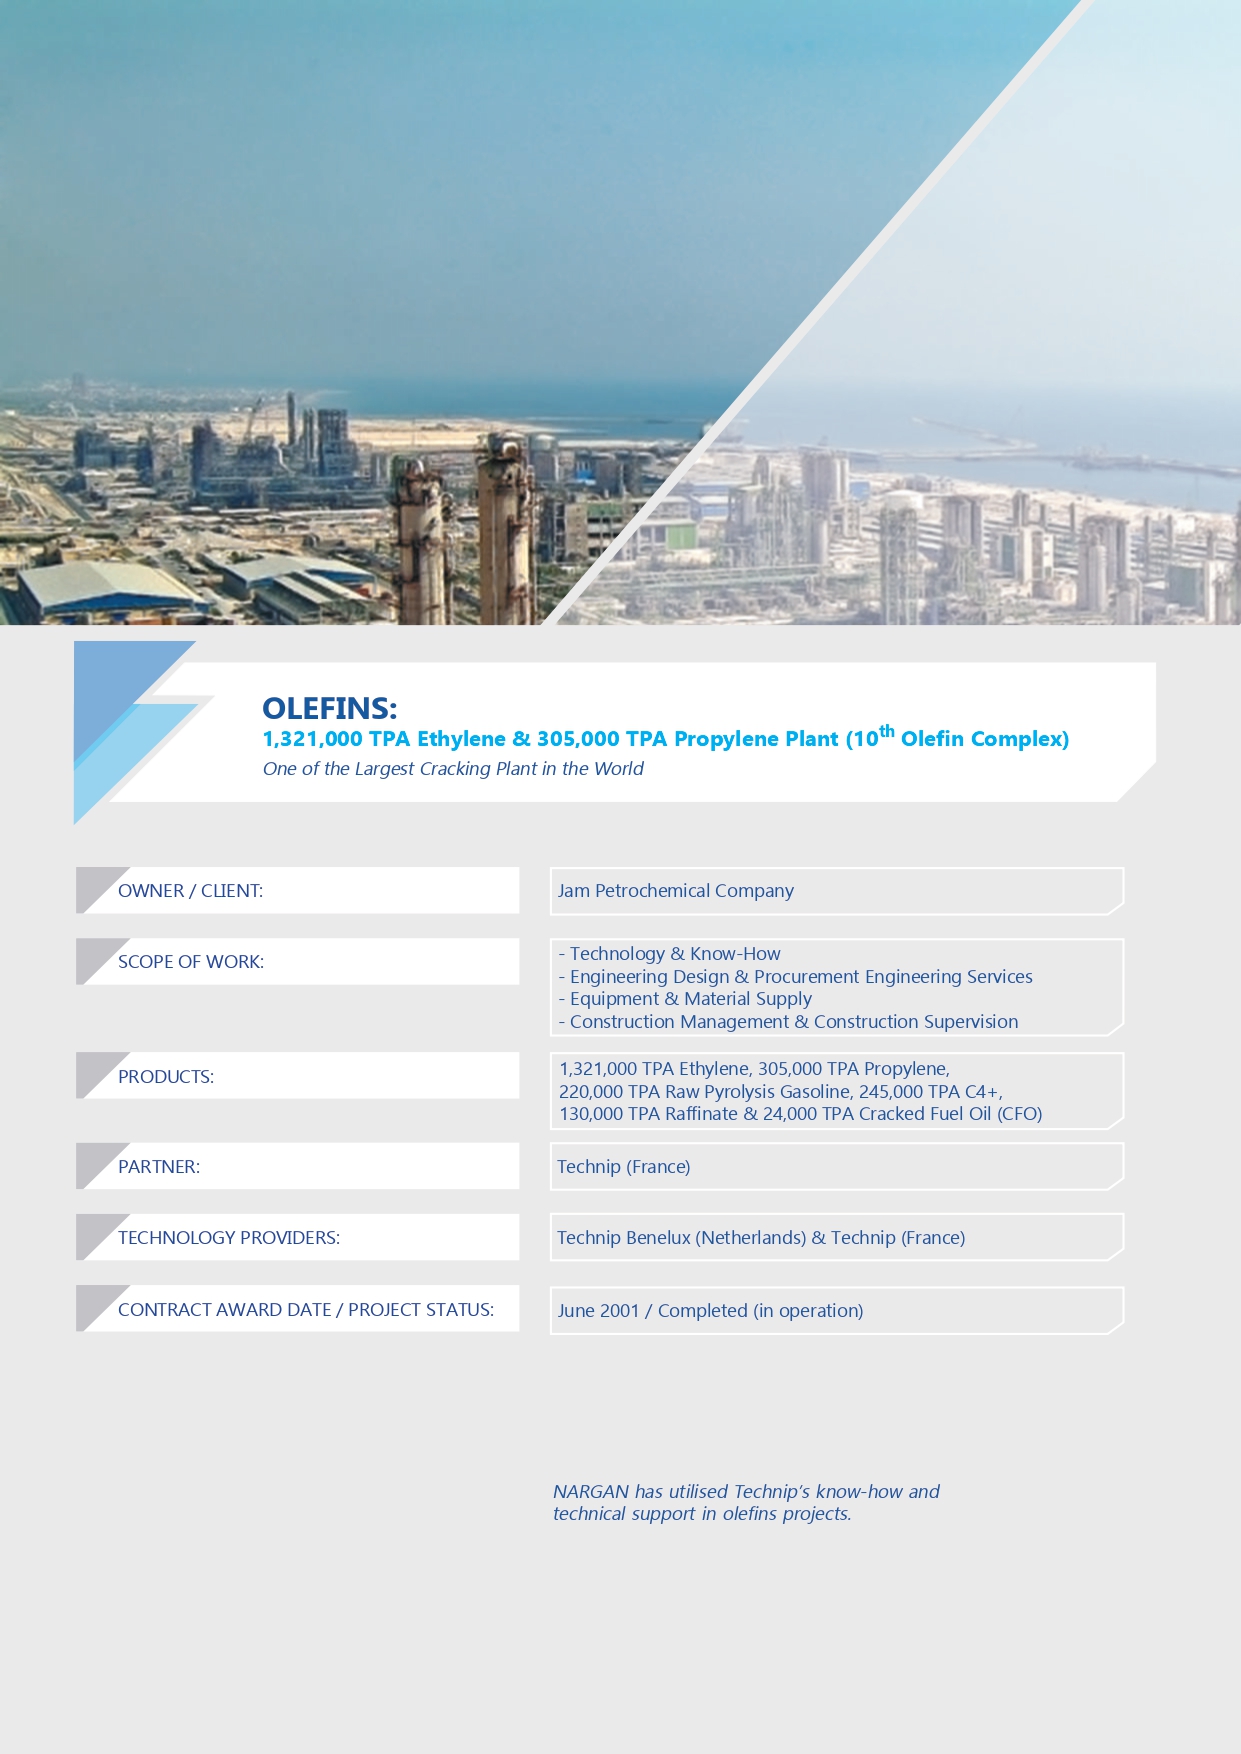 OLEFINS:
1,321,000 TPA Ethylene & 305,000 TPA Propylene Plant (10th Olefin Complex)
One of the Largest Cracking Plant in the World
OWNER / CLIENT:
Jam Petrochemical Company
SCOPE OF WORK:
- Technology & Know-How
- Engineering Design & Procurement Engineering Services
- Equipment & Material Supply
- Construction Management & Construction Supervision
PRODUCTS:
1,321,000 TPA Ethylene, 305,000 TPA Propylene,
220,000 TPA Raw Pyrolysis Gasoline, 245,000 TPA C4+,
130,000 TPA Raffinate & 24,000 TPA Cracked Fuel Oil (CFO)
PARTNER:
Technip (France)
TECHNOLOGY PROVIDERS:
Technip Benelux (Netherlands) & Technip (France)
CONTRACT AWARD DATE / PROJECT STATUS:
June 2001 / Completed (in operation)
NARGAN has utilised Technip's know-how and
technical support in olefins projects.